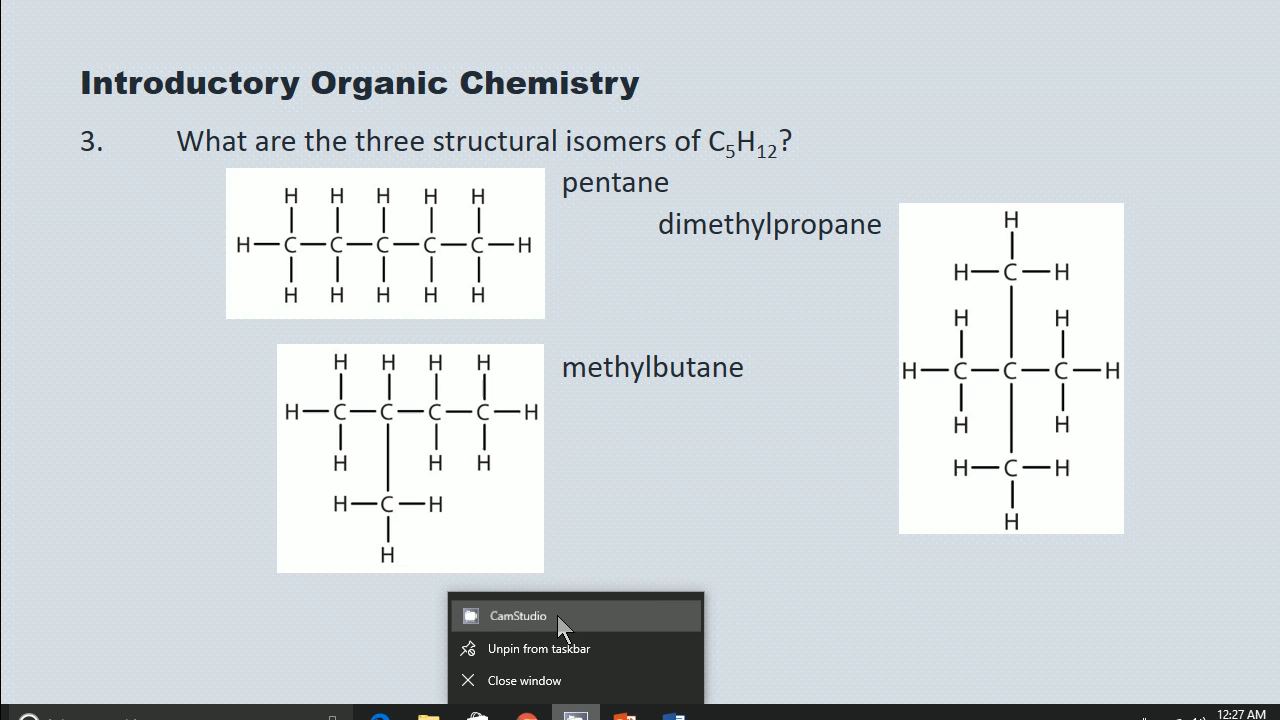 Introductory Organic Chemistry
3. What are the three structural isomers of C₅H₁₂?
pentane
H H H H H
H C C C C C H
H H H H H
dimethylpropane
H
H C H
H H
H C C C H
H H
H C H
H
methylbutane
H H H H
H C C C C H
H H H
H C H
H
CamStudio
Unpin from taskbar
Close window
12:27 AM